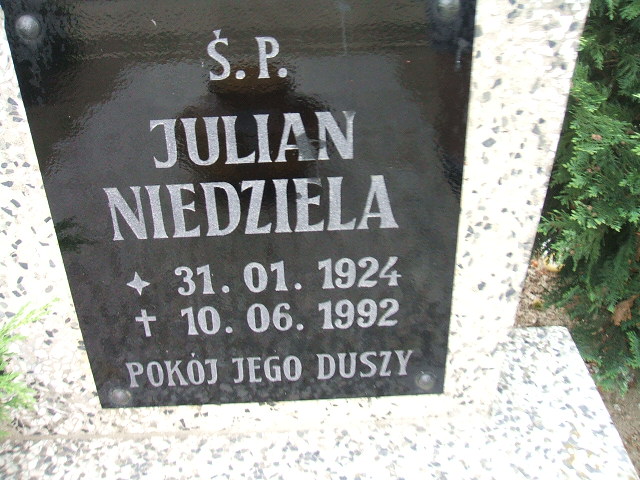 Ś. P.
JULIAN
NIEDZIELA
✦ 31. 01. 1924
✝ 10. 06. 1992
POKÓJ JEGO DUSZY